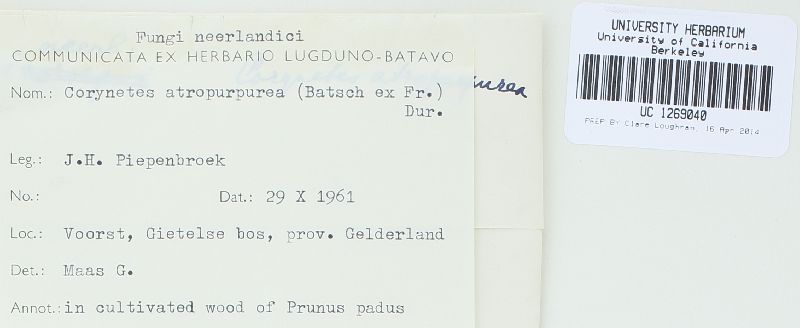 Fungi neerlandici
COMMUNICATA EX HERBARIO LUGDUNO-BATAVO
Nom.: Corynetes atropurpurea (Batsch ex Fr.)
Dur.
Leg.: J.H. Piepenbroek
No.: Dat.: 29 X 1961
Loc.: Voorst, Gietelse bos, prov. Gelderland
Det.: Maas G.
Annot.: in cultivated wood of Prunus padus
UNIVERSITY HERBARIUM
University of California
Berkeley
UC 1269040
PREP BY Clare Loughran, 16 Apr 2014